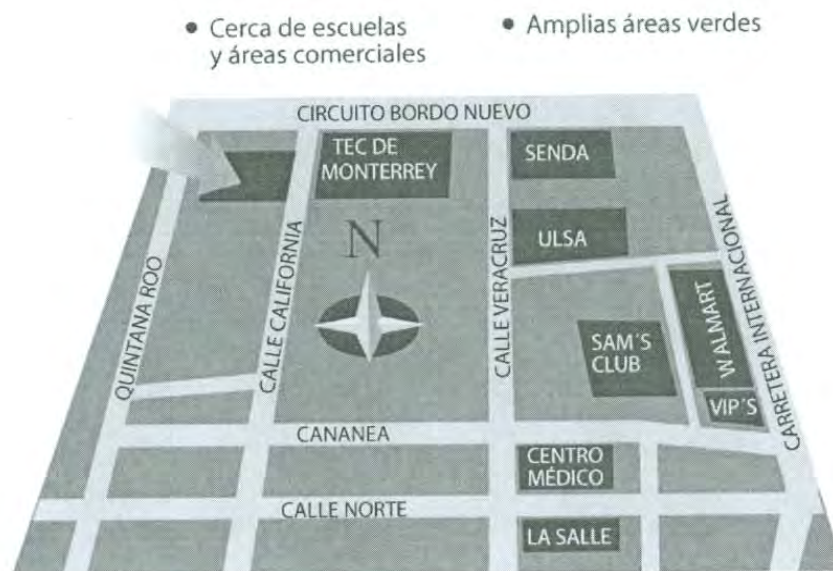 • Cerca de escuelas
y áreas comerciales
• Amplias áreas verdes
CIRCUITO BORDO NUEVO
TEC DE
MONTERREY
SENDA
ULSA
N
QUINTANA ROO
CALLE CALIFORNIA
CALLE VERACRUZ
CARRETERA INTERNACIONAL
WALMART
SAM´S
CLUB
VIP´S
CANANEA
CENTRO
MÉDICO
CALLE NORTE
LA SALLE